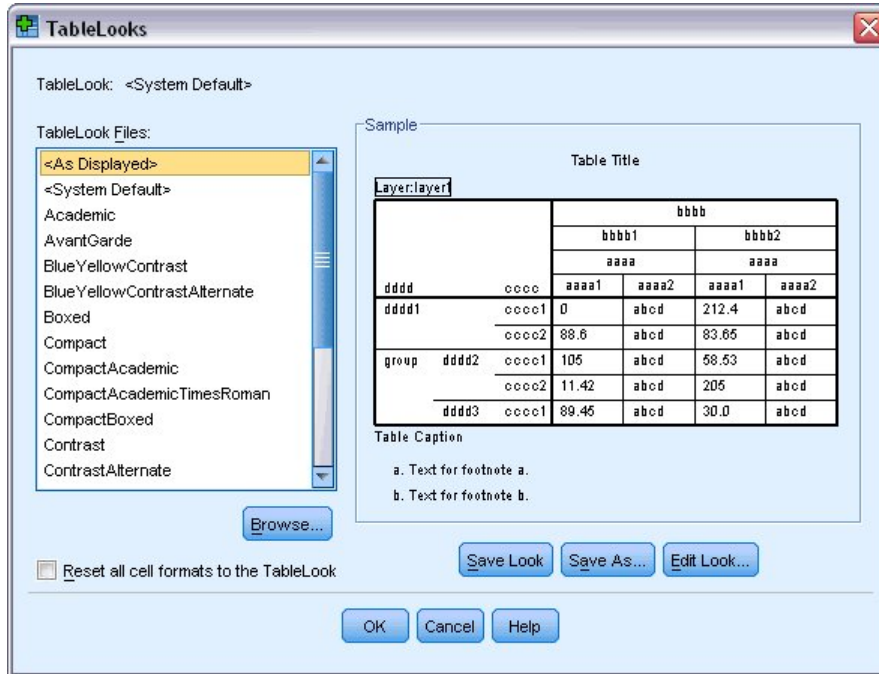 TableLooks
TableLook: <System Default>
TableLook Files:
<As Displayed>
<System Default>
Academic
AvantGarde
BlueYellowContrast
BlueYellowContrastAlternate
Boxed
Compact
CompactAcademic
CompactAcademicTimesRoman
CompactBoxed
Contrast
ContrastAlternate
Browse...
Reset all cell formats to the TableLook
Sample
Table Title
Layer:layer1
bbbb
bbbb1 bbbb2
aaaa aaaa
dddd cccc aaaa1 aaaa2 aaaa1 aaaa2
dddd1 cccc1 0 abcd 212.4 abcd
cccc2 88.6 abcd 83.65 abcd
group dddd2 cccc1 105 abcd 58.53 abcd
cccc2 11.42 abcd 205 abcd
dddd3 cccc1 89.45 abcd 30.0 abcd
Table Caption
a. Text for footnote a.
b. Text for footnote b.
Save Look Save As... Edit Look...
OK Cancel Help